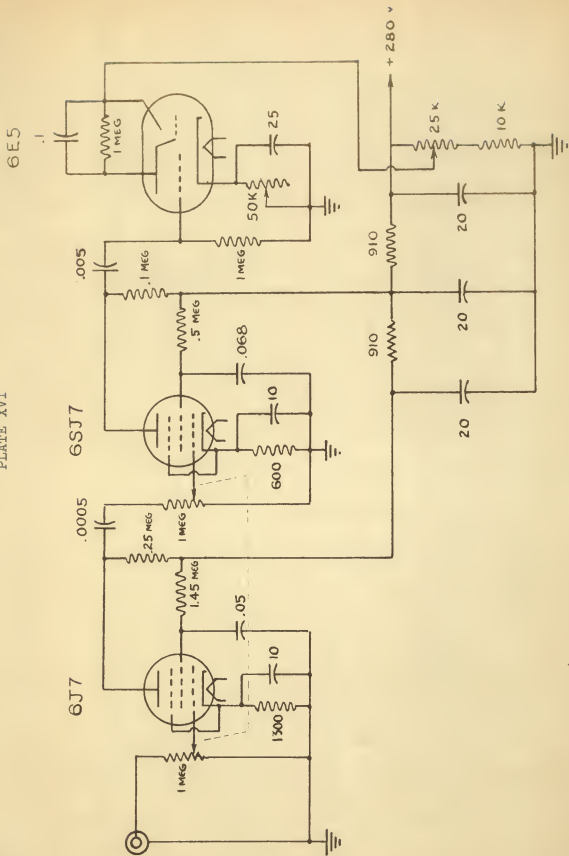 PLATE XVI
6J7
6SJ7
6E5
.0005
.25 MEG
1.45 MEG
.05
10
1300
1 MEG
.005
.1 MEG
.5 MEG
.068
10
600
1 MEG
.1
1 MEG
25
50K
1 MEG
+280 V
25 K
10 K
910
910
20
20
20